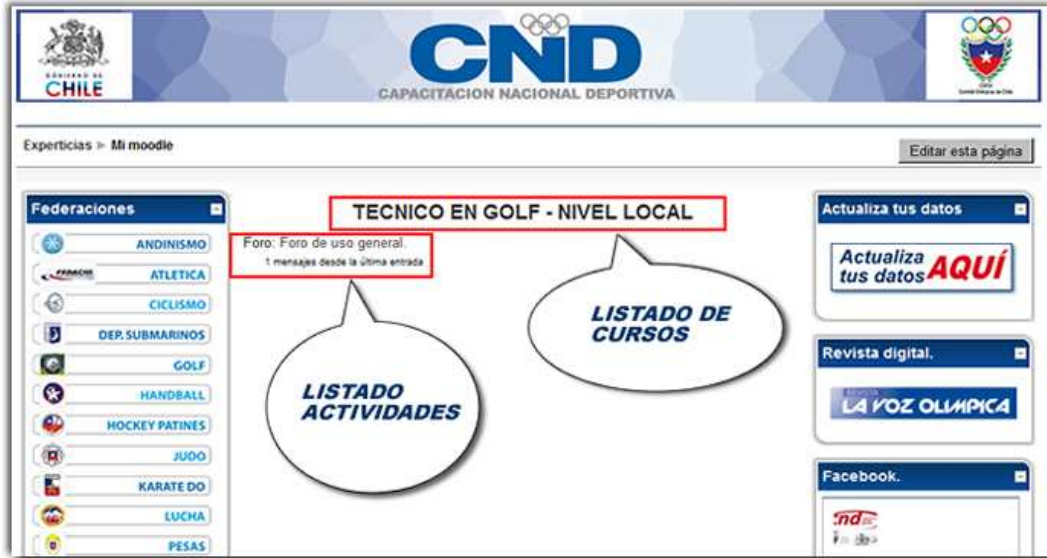 GOBIERNO DE
CHILE
CND
CAPACITACION NACIONAL DEPORTIVA
Experticias ► Mi moodle
Editar esta página
Federaciones
ANDINISMO
ATLETICA
CICLISMO
DEP. SUBMARINOS
GOLF
HANDBALL
HOCKEY PATINES
JUDO
KARATE DO
LUCHA
PESAS
TECNICO EN GOLF - NIVEL LOCAL
Foro: Foro de uso general.
1 mensajes desde la última entrada
LISTADO
ACTIVIDADES
LISTADO DE
CURSOS
Actualiza tus datos
Actualiza
tus datos AQUÍ
Revista digital.
REVISTA
LA VOZ OLIMPICA
Facebook.